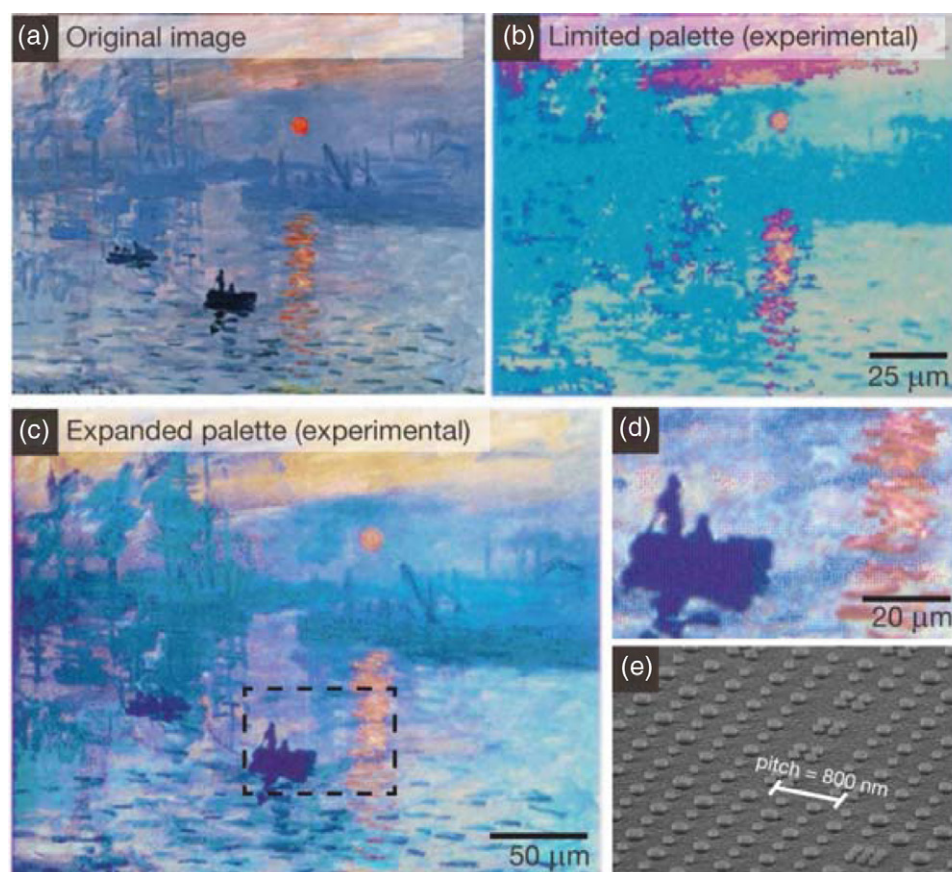 (a) Original image
(b) Limited palette (experimental)
25 μm
(c) Expanded palette (experimental)
50 μm
(d)
20 μm
(e)
pitch = 800 nm